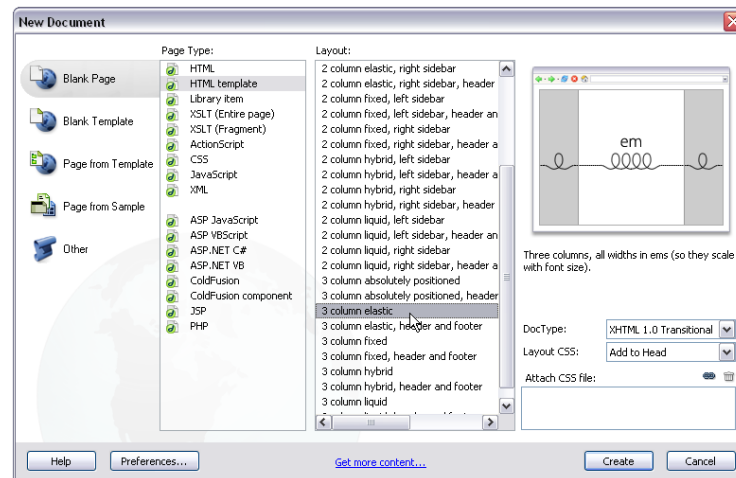 New Document
Page Type:
Layout:
Blank Page
Blank Template
Page from Template
Page from Sample
Other
HTML
HTML template
Library item
XSLT (Entire page)
XSLT (Fragment)
ActionScript
CSS
JavaScript
XML
ASP JavaScript
ASP VBScript
ASP.NET C#
ASP.NET VB
ColdFusion
ColdFusion component
JSP
PHP
2 column elastic, right sidebar
2 column elastic, right sidebar, header
2 column fixed, left sidebar
2 column fixed, left sidebar, header an
2 column fixed, right sidebar
2 column fixed, right sidebar, header a
2 column hybrid, left sidebar
2 column hybrid, left sidebar, header a
2 column hybrid, right sidebar
2 column hybrid, right sidebar, header
2 column liquid, left sidebar
2 column liquid, left sidebar, header an
2 column liquid, right sidebar
2 column liquid, right sidebar, header a
3 column absolutely positioned
3 column absolutely positioned, header
3 column elastic
3 column elastic, header and footer
3 column fixed
3 column fixed, header and footer
3 column hybrid
3 column hybrid, header and footer
3 column liquid
em
Three columns, all widths in ems (so they scale
with font size).
DocType:
XHTML 1.0 Transitional
Layout CSS:
Add to Head
Attach CSS file:
Help
Preferences...
Get more content...
Create
Cancel